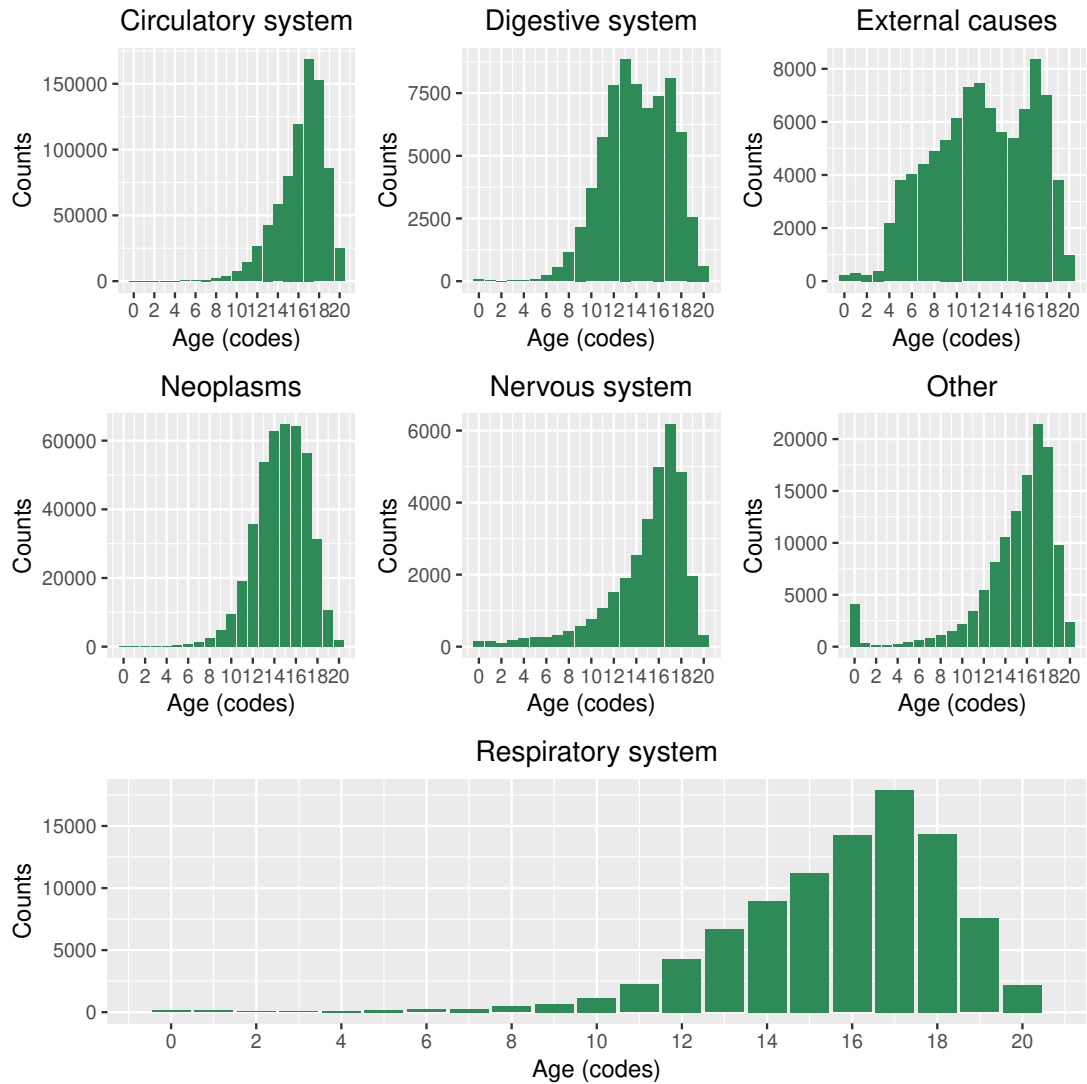 Circulatory system
Counts
150000
100000
50000
0
0 2 4 6 8 10 12 14 16 18 20
Age (codes)
Digestive system
Counts
7500
5000
2500
0
0 2 4 6 8 10 12 14 16 18 20
Age (codes)
External causes
Counts
8000
6000
4000
2000
0
0 2 4 6 8 10 12 14 16 18 20
Age (codes)
Neoplasms
Counts
60000
40000
20000
0
0 2 4 6 8 10 12 14 16 18 20
Age (codes)
Nervous system
Counts
6000
4000
2000
0
0 2 4 6 8 10 12 14 16 18 20
Age (codes)
Other
Counts
20000
15000
10000
5000
0
0 2 4 6 8 10 12 14 16 18 20
Age (codes)
Respiratory system
Counts
15000
10000
5000
0
0 2 4 6 8 10 12 14 16 18 20
Age (codes)